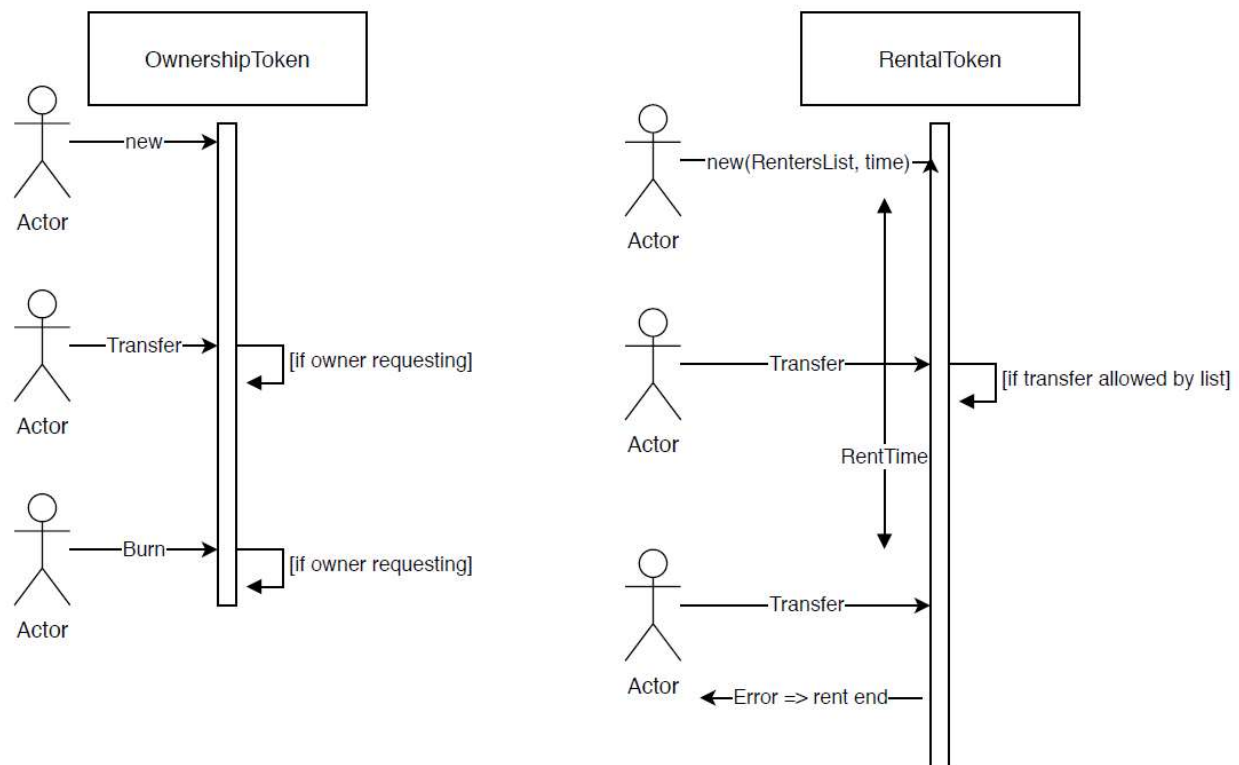 OwnershipToken
new
Actor
Transfer
[if owner requesting]
Actor
Burn
[if owner requesting]
Actor
RentalToken
new(RentersList, time)
Actor
Transfer
[if transfer allowed by list]
Actor
RentTime
Transfer
Actor
Error => rent end